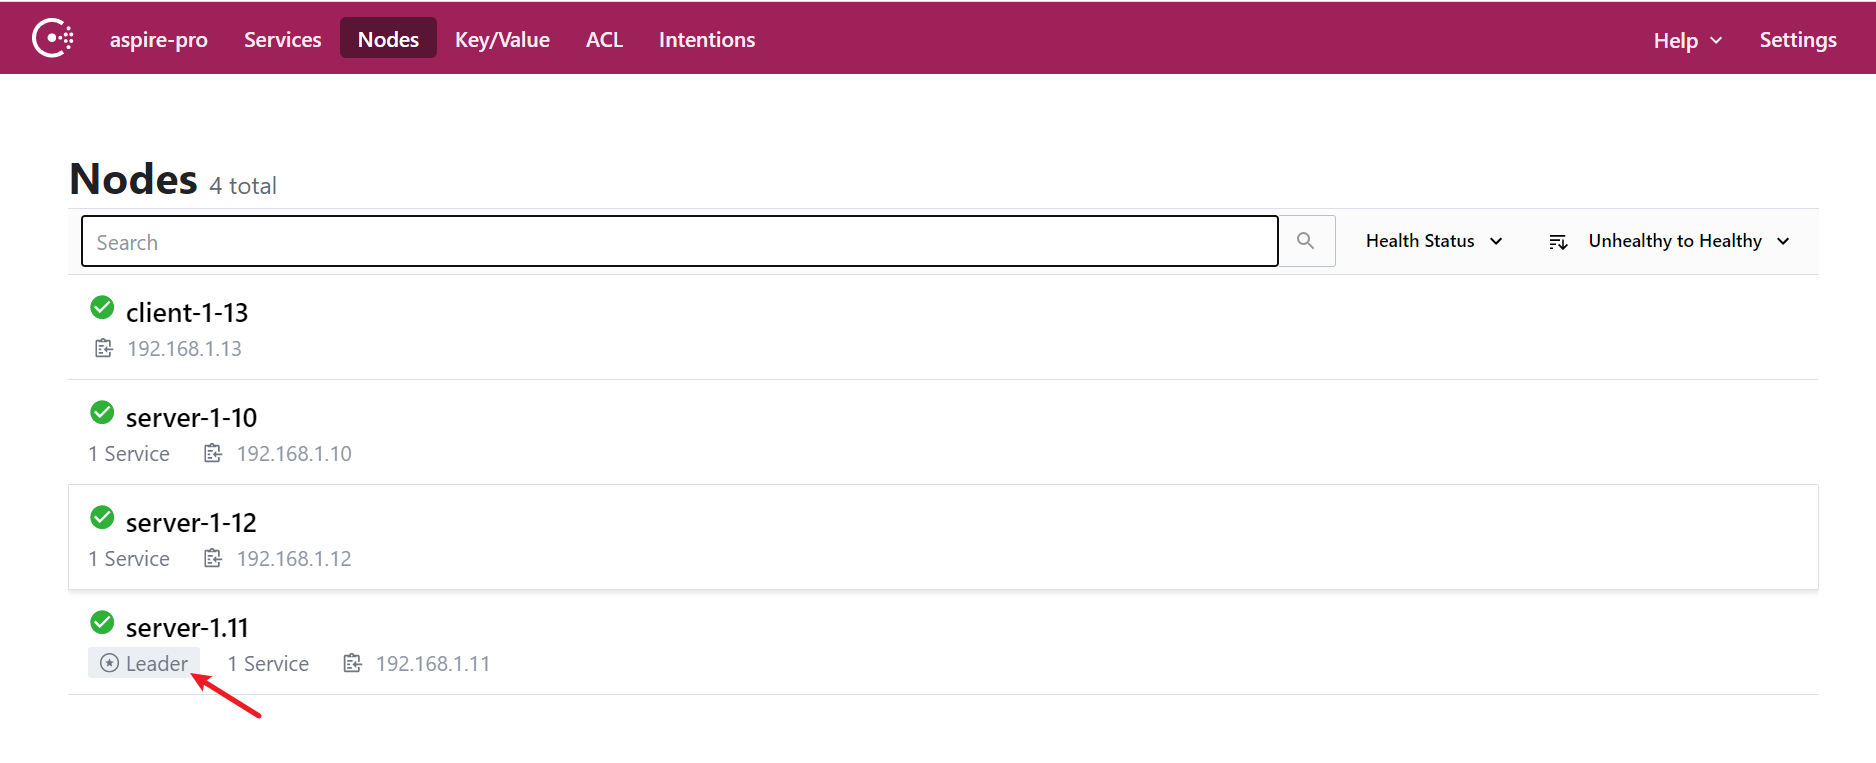 aspire-pro Services Nodes Key/Value ACL Intentions Help Settings
Nodes 4 total
Search Health Status Unhealthy to Healthy
client-1-13
192.168.1.13
server-1-10
1 Service 192.168.1.10
server-1-12
1 Service 192.168.1.12
server-1.11
Leader 1 Service 192.168.1.11